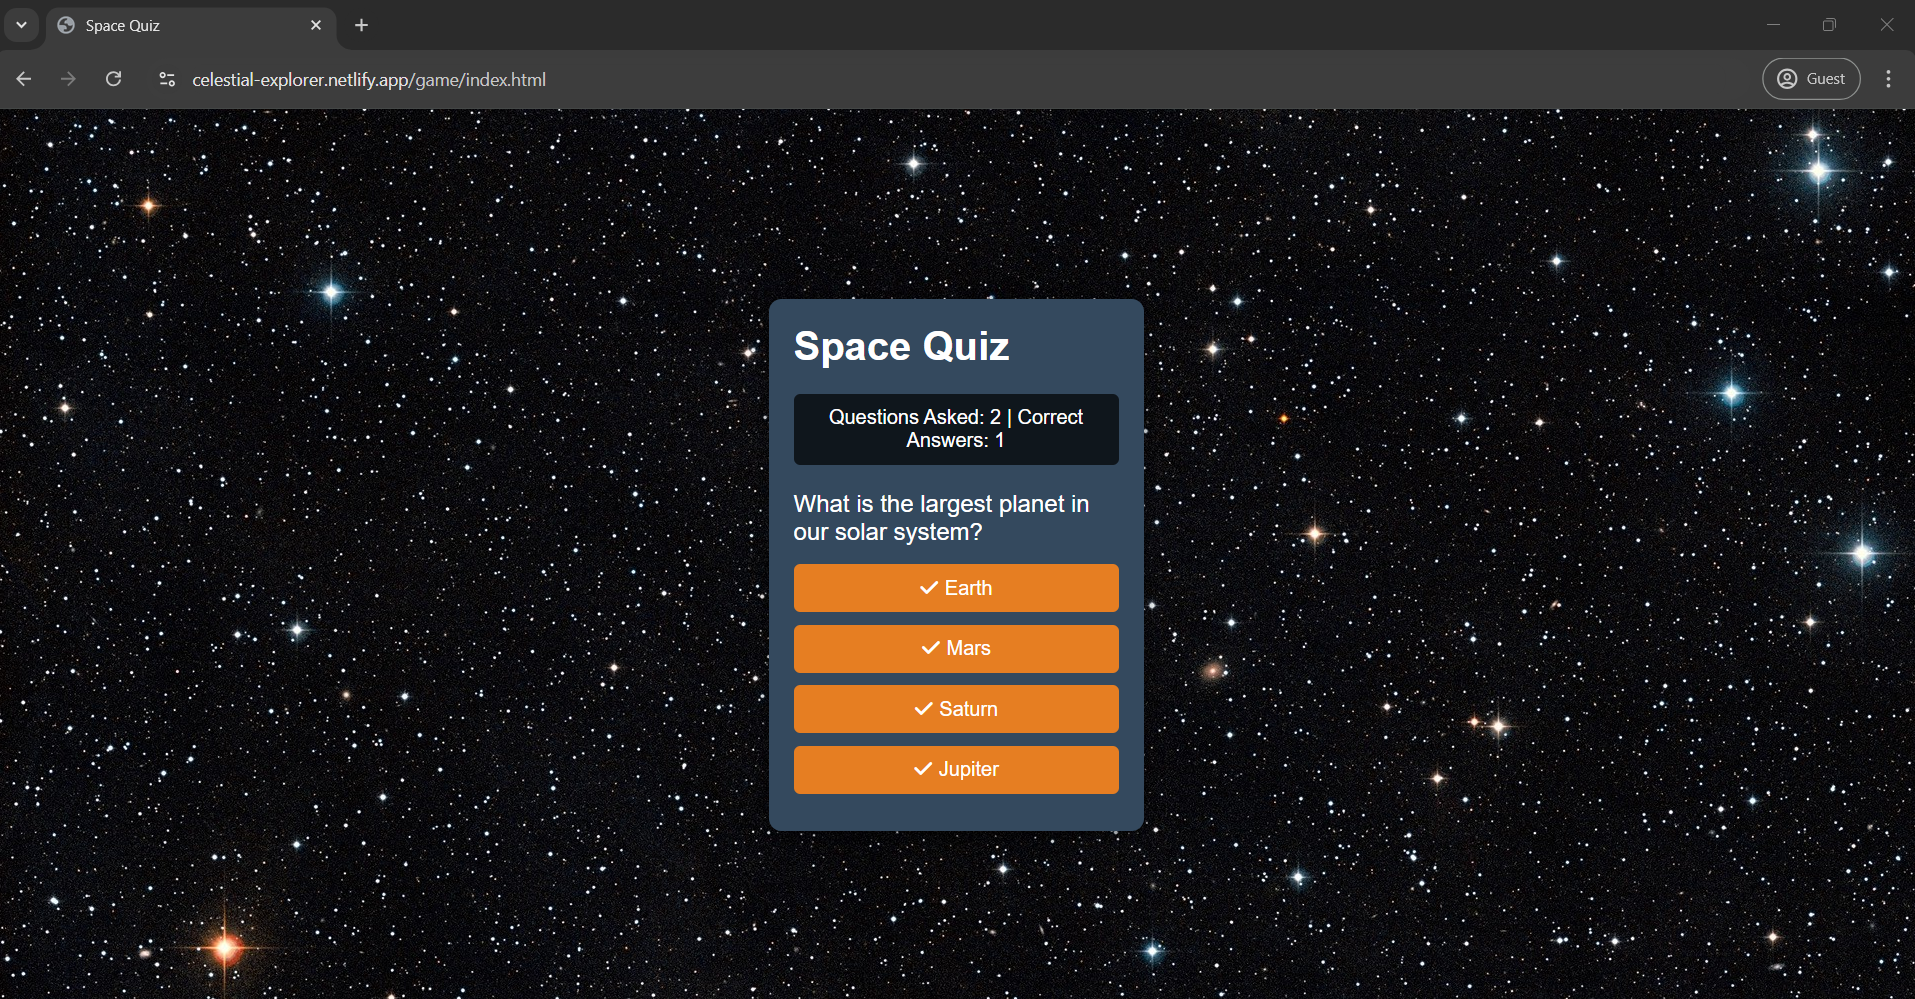 Space Quiz
celestial-explorer.netlify.app/game/index.html
Guest
Space Quiz
Questions Asked: 2 | Correct
Answers: 1
What is the largest planet in
our solar system?
Earth
Mars
Saturn
Jupiter